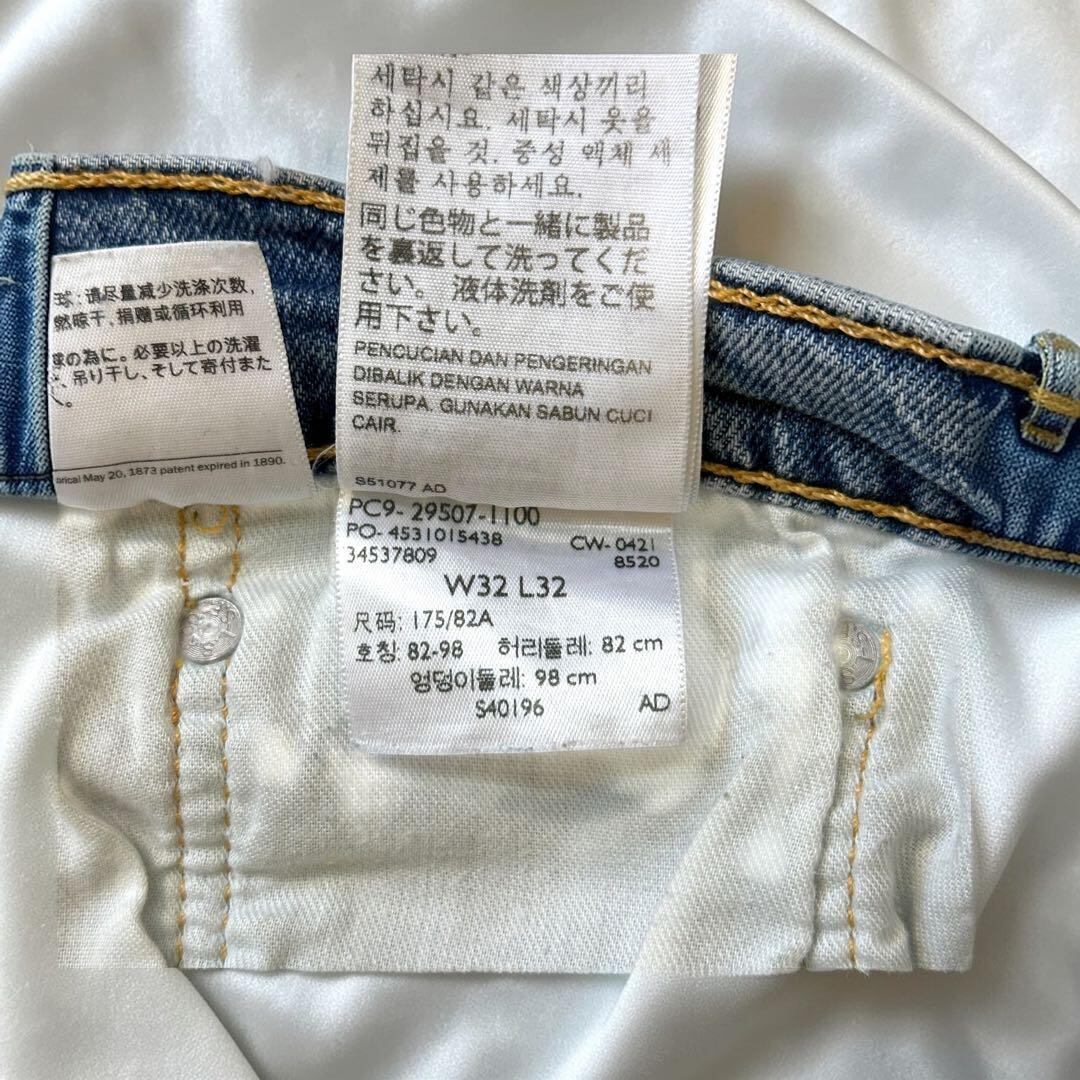 세탁시 같은 색상끼리
하십시요. 세탁시 옷을
뒤집을 것. 중성 액체 세
제를 사용하세요.
同じ色物と一緒に製品
を裏返して洗ってくだ
さい。 液体洗剤をご使
用下さい。
PENCUCIAN DAN PENGERINGAN
DIBALIK DENGAN WARNA
SERUPA. GUNAKAN SABUN CUCI
CAIR.
S51077 AD
: 请尽量减少洗涤次数,
晾干、捐赠或循环利用
の為に。必要以上の洗濯
、吊り干し、そして寄付また
orical May 20, 1873 patent expired in 1890.
PC9- 29507-1100
PO- 4531015438 CW- 0421
34537809 8520
W32 L32
尺码: 175/82A
호칭: 82-98 허리둘레: 82 cm
엉덩이둘레: 98 cm
S40196 AD